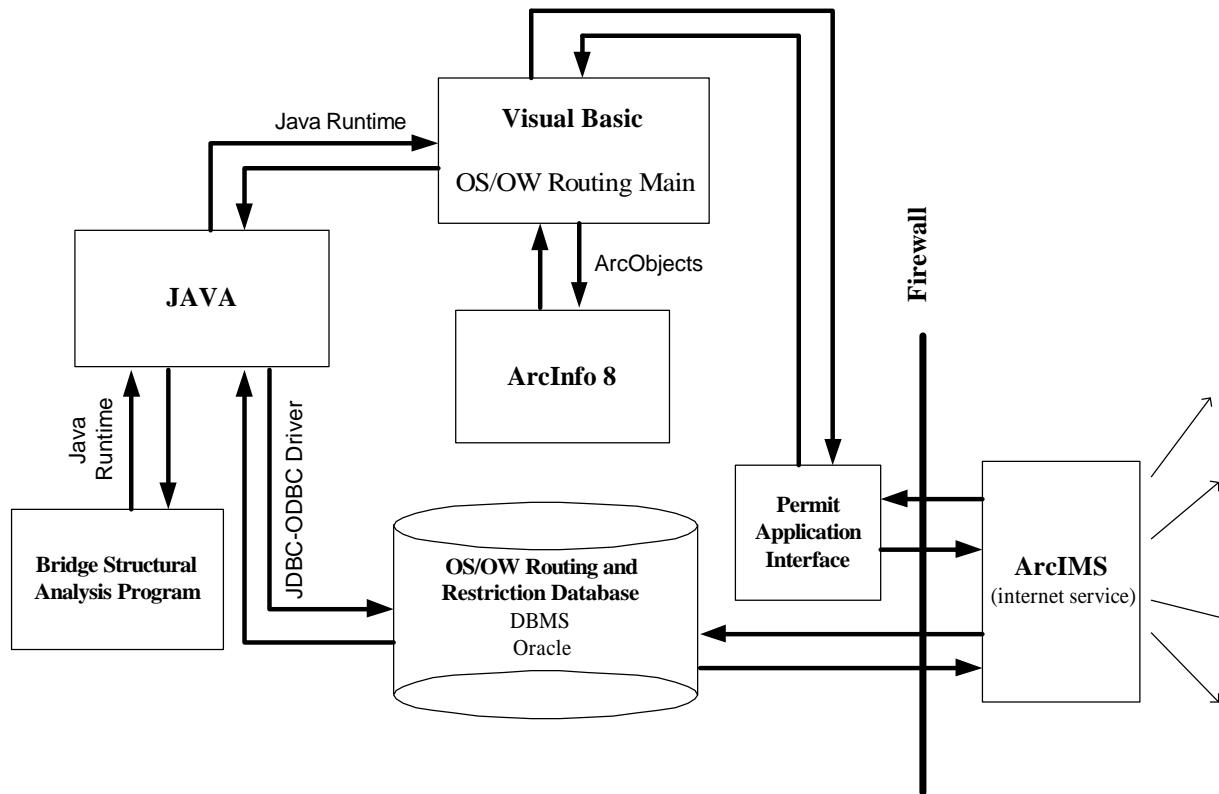 Java Runtime
Visual Basic
OS/OW Routing Main
ArcObjects
Firewall
JAVA
ArcInfo 8
Java
Runtime
JDBC-ODBC Driver
Bridge Structural
Analysis Program
OS/OW Routing and
Restriction Database
DBMS
Oracle
Permit
Application
Interface
ArcIMS
(internet service)